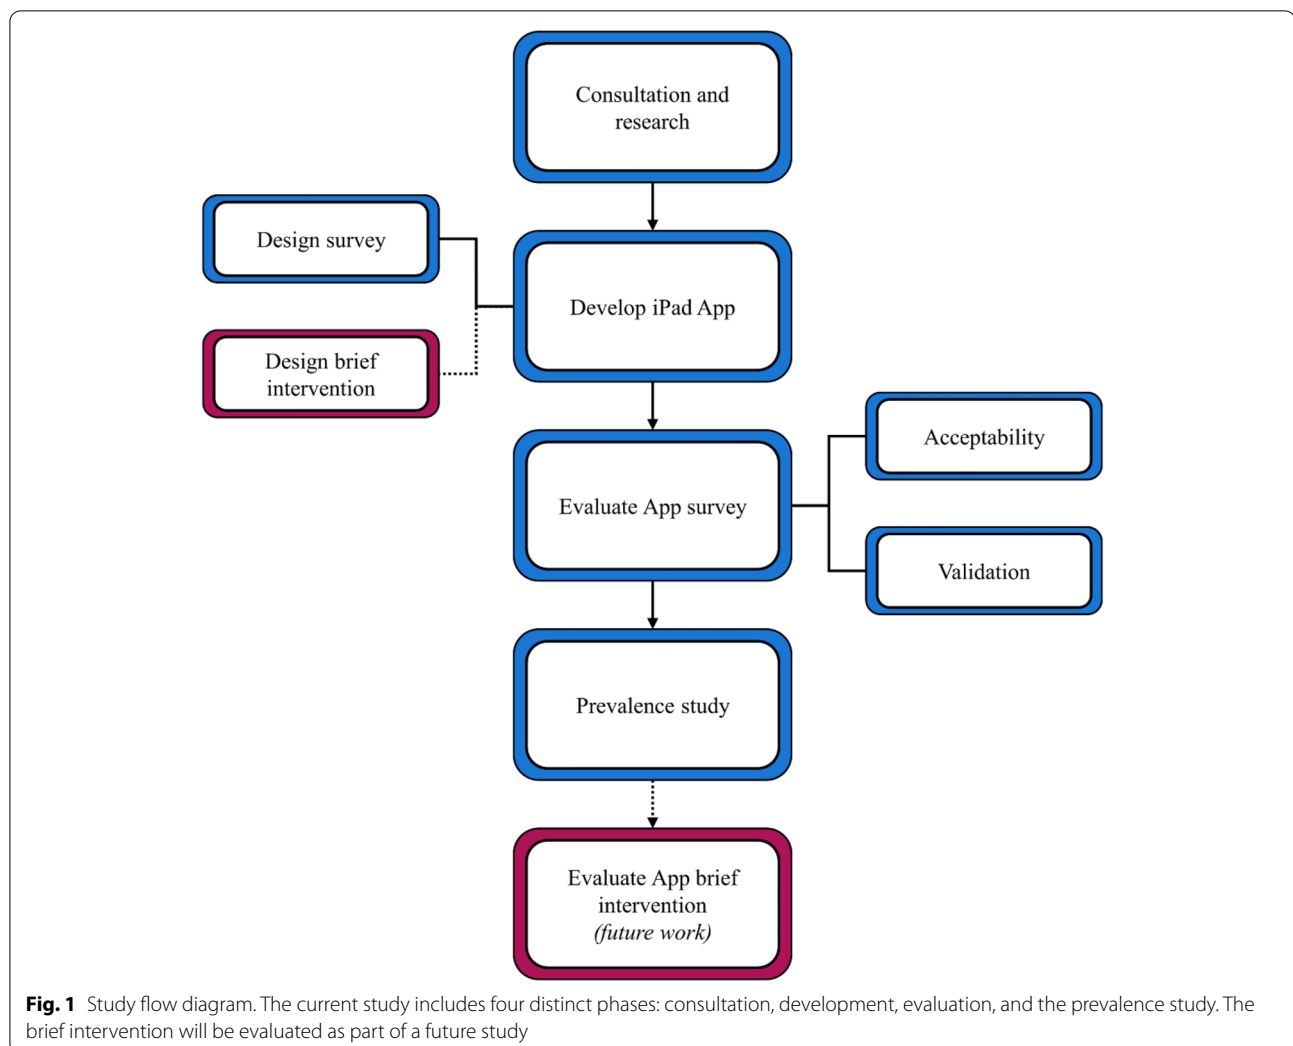 Consultation and
research
Design survey
Develop iPad App
Design brief
intervention
Acceptability
Evaluate App survey
Validation
Prevalence study
Evaluate App brief
intervention
(future work)
Fig. 1 Study flow diagram. The current study includes four distinct phases: consultation, development, evaluation, and the prevalence study. The
brief intervention will be evaluated as part of a future study